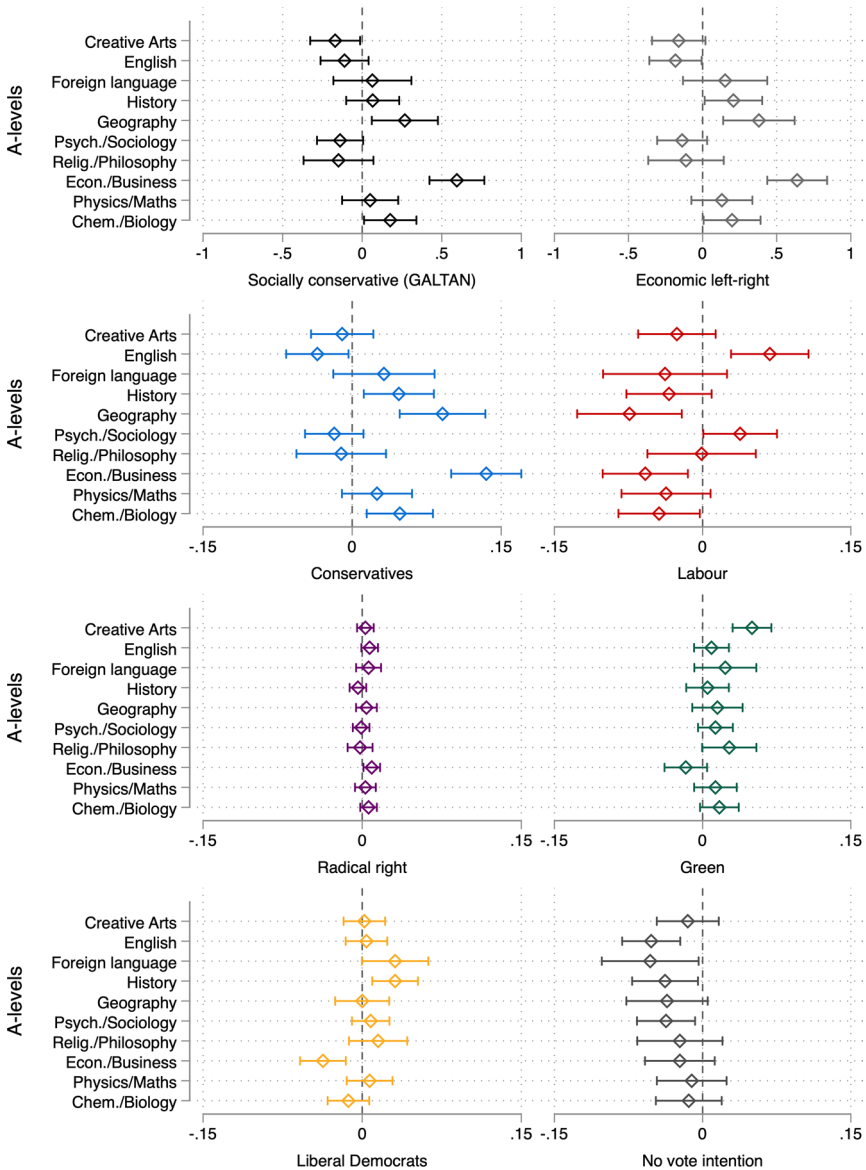 A-levels
Creative Arts
English
Foreign language
History
Geography
Psych./Sociology
Relig./Philosophy
Econ./Business
Physics/Maths
Chem./Biology
-1 -.5 0 .5 1
Socially conservative (GALTAN)
-1 -.5 0 .5 1
Economic left-right
A-levels
Creative Arts
English
Foreign language
History
Geography
Psych./Sociology
Relig./Philosophy
Econ./Business
Physics/Maths
Chem./Biology
-.15 0 .15
Conservatives
-.15 0 .15
Labour
A-levels
Creative Arts
English
Foreign language
History
Geography
Psych./Sociology
Relig./Philosophy
Econ./Business
Physics/Maths
Chem./Biology
-.15 0 .15
Radical right
-.15 0 .15
Green
A-levels
Creative Arts
English
Foreign language
History
Geography
Psych./Sociology
Relig./Philosophy
Econ./Business
Physics/Maths
Chem./Biology
-.15 0 .15
Liberal Democrats
-.15 0 .15
No vote intention